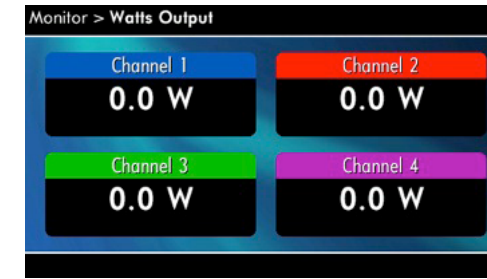 Monitor > Watts Output
Channel 1
Channel 2
0.0 W
0.0 W
Channel 3
Channel 4
0.0 W
0.0 W